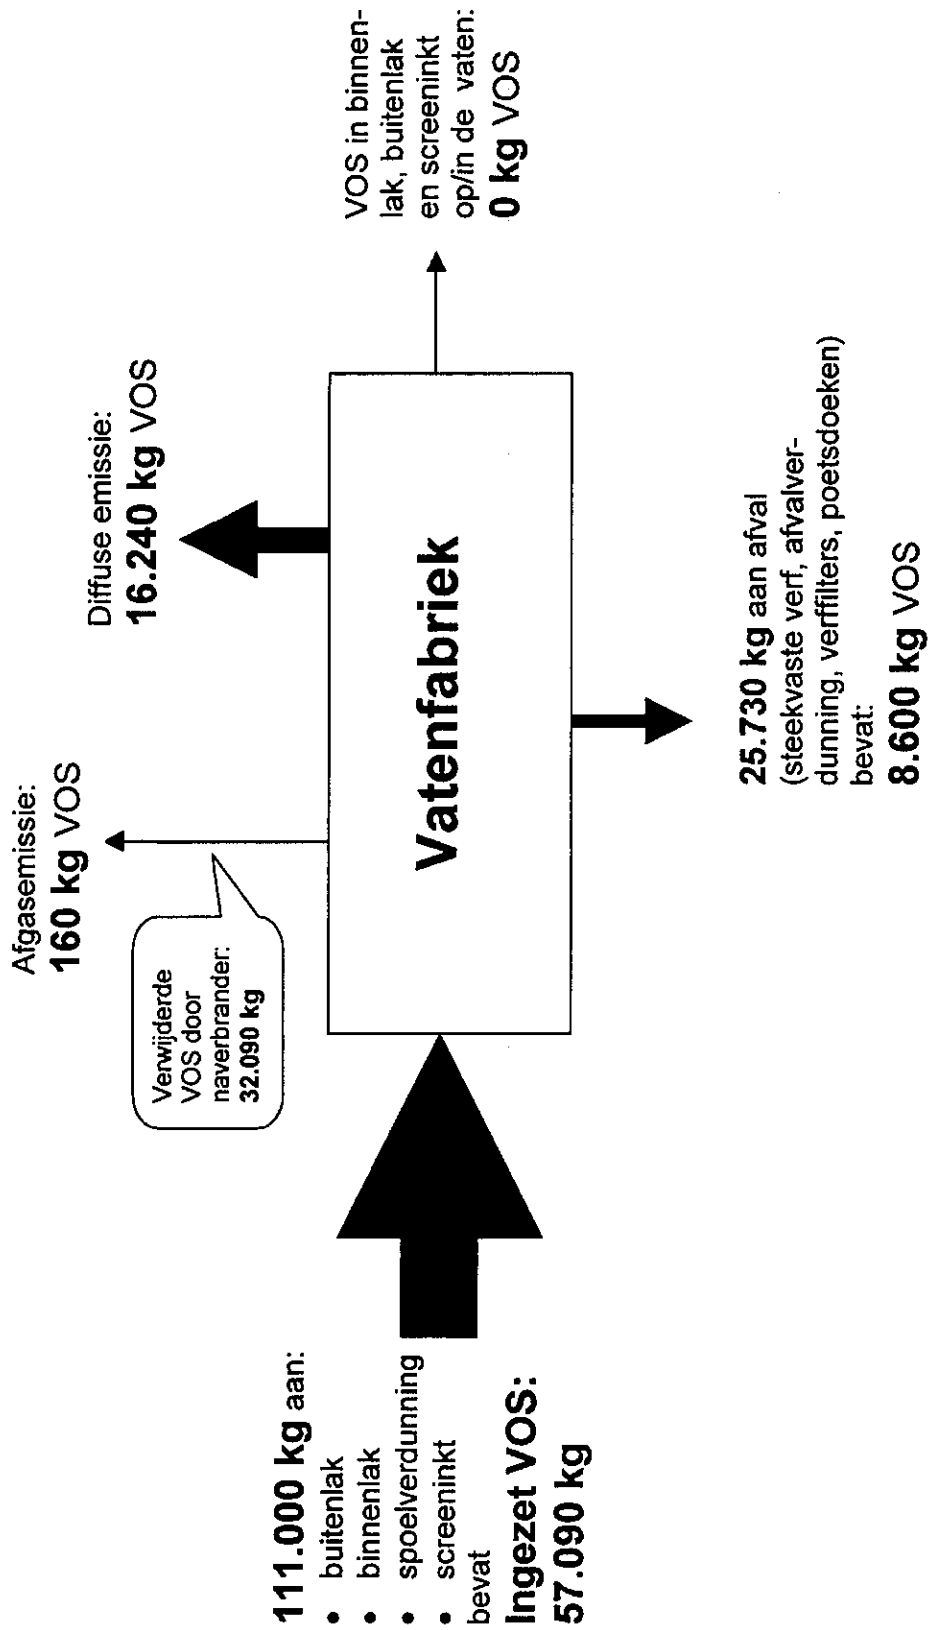 111.000 kg aan:
• buitenlak
• binnenlak
• spoelverdunning
• screeninkt
bevat
Ingezet VOS:
57.090 kg
Afgasemissie:
160 kg VOS
Verwijderde
VOS door
naverbrander:
32.090 kg
Diffuse emissie:
16.240 kg VOS
Vatenfabriek
VOS in binnen-
lak, buitenlak
en screeninkt
op/in de vaten:
0 kg VOS
25.730 kg aan afval
(steekvaste verf, afvalver-
dunning, verffilters, poetsdoeken)
bevat:
8.600 kg VOS